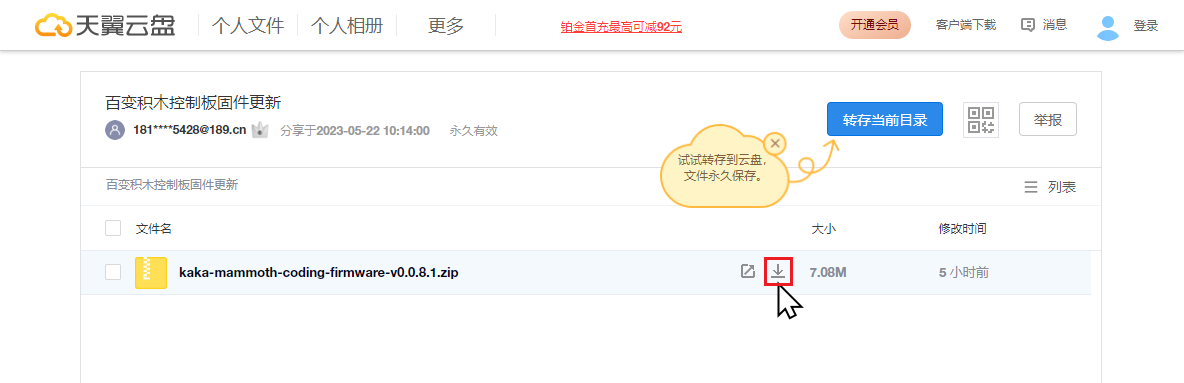 天翼云盘 个人文件 个人相册 更多 铂金首充最高可减92元 开通会员 客户端下载 消息 登录
百变积木控制板固件更新
181****5428@189.cn 分享于2023-05-22 10:14:00 永久有效
转存当前目录 举报
试试转存到云盘，
文件永久保存。
百变积木控制板固件更新 列表
文件名 大小 修改时间
kaka-mammoth-coding-firmware-v0.0.8.1.zip 7.08M 5 小时前